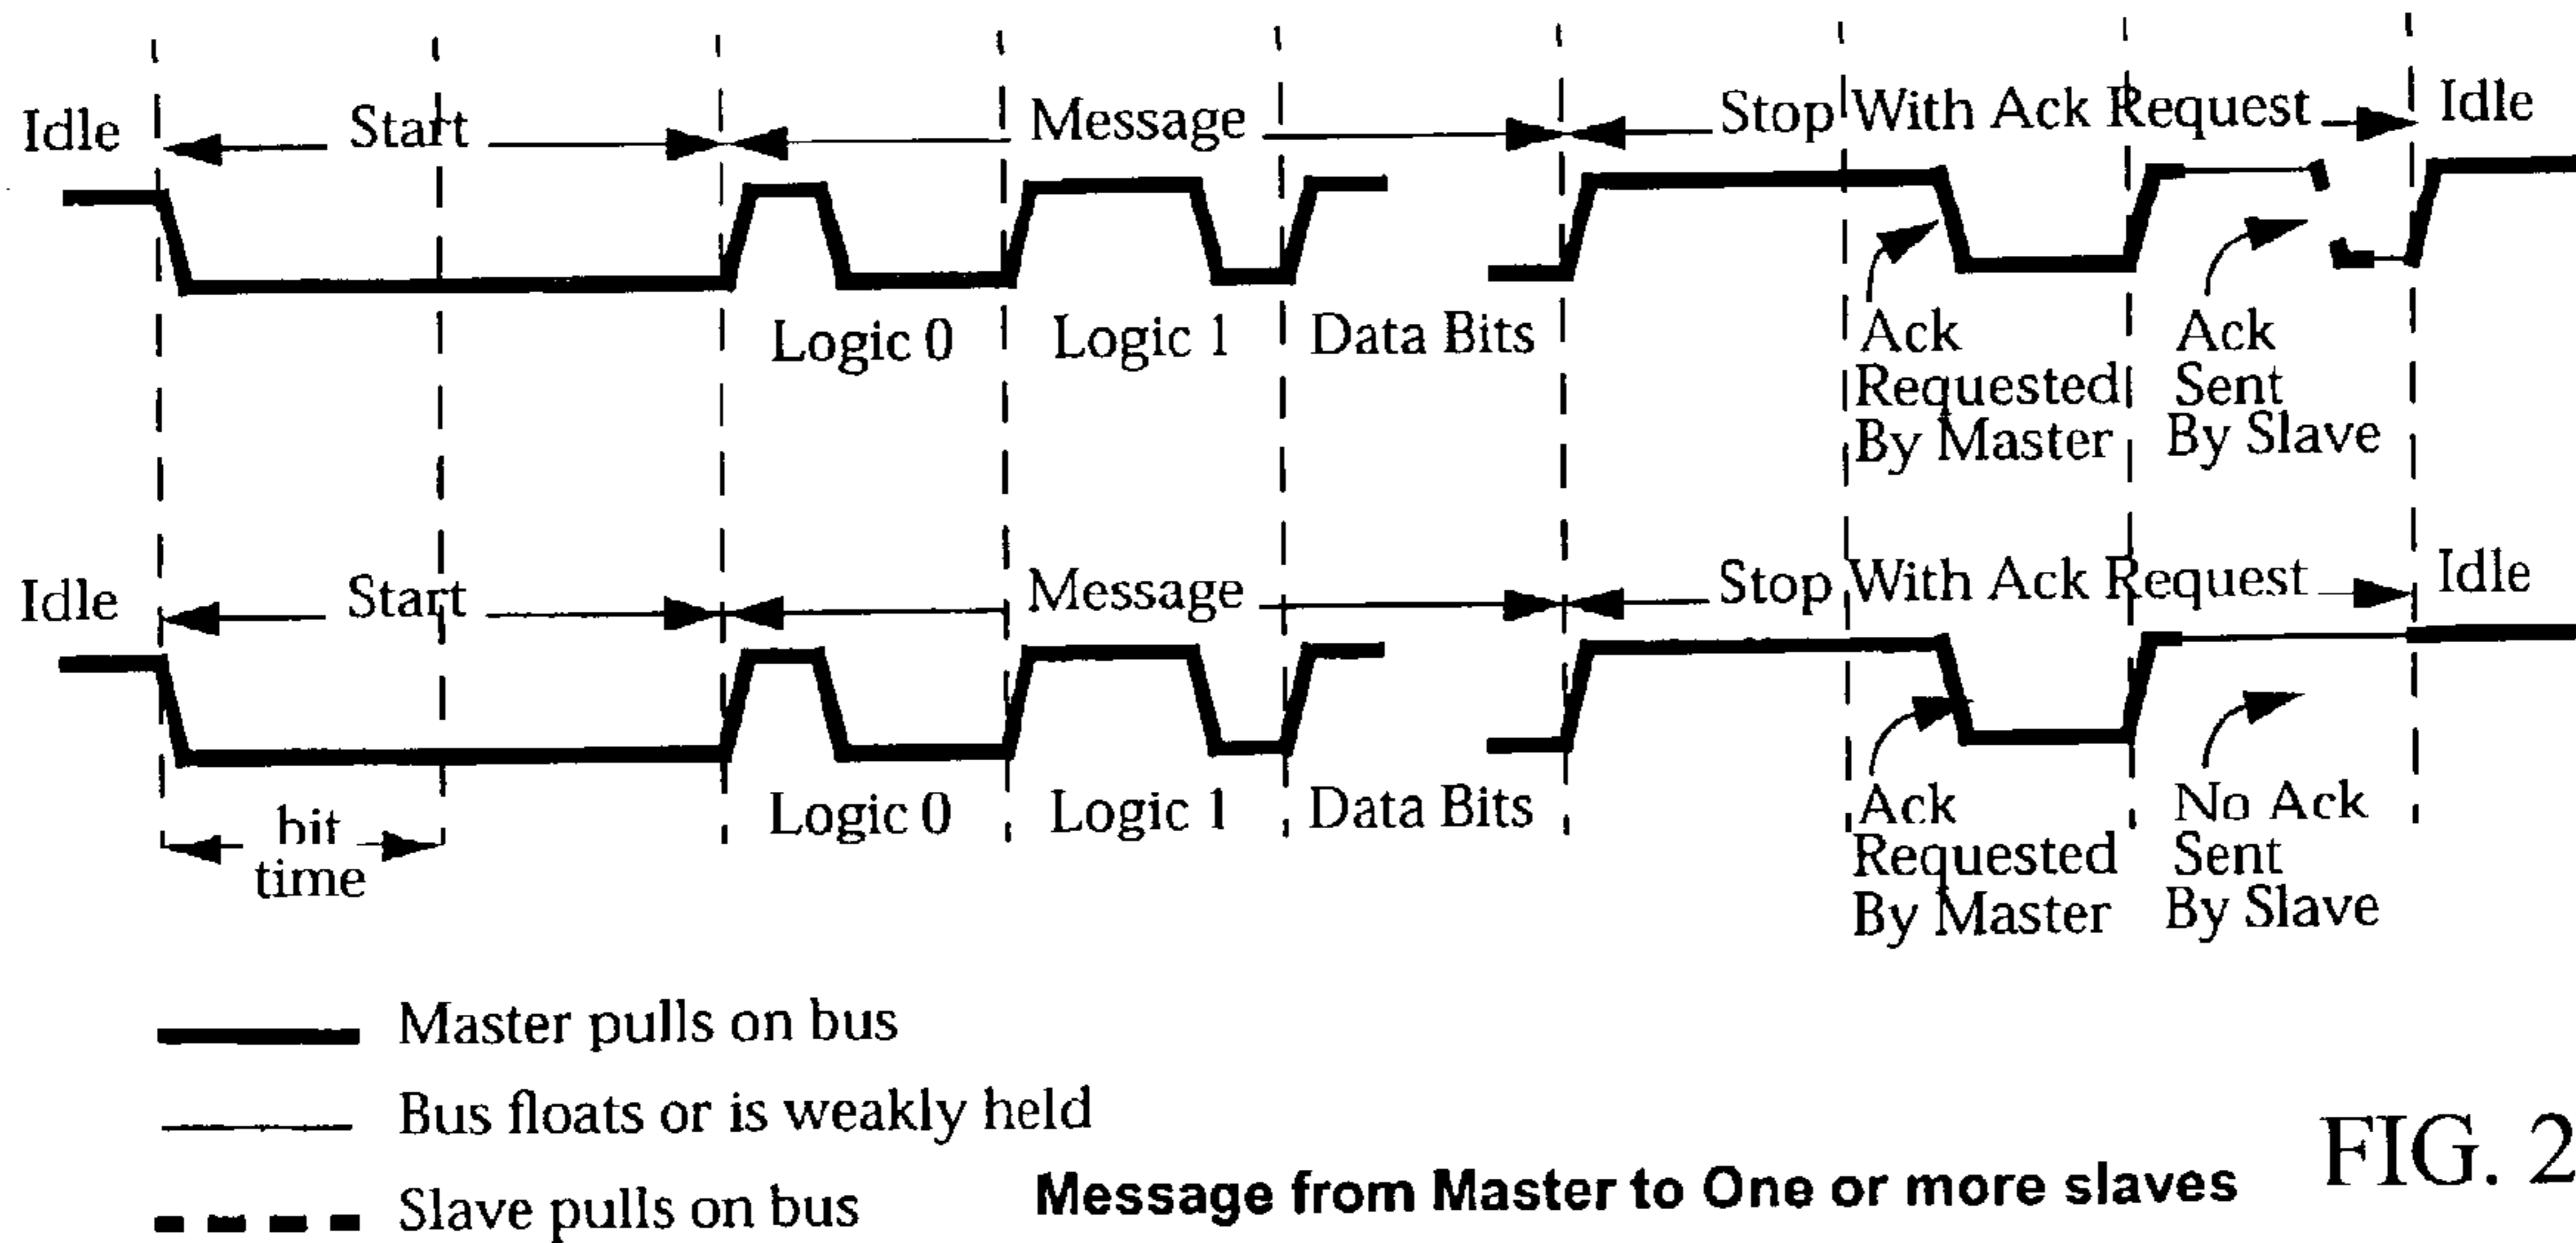 Idle Start Message Stop With Ack Request Idle
Logic 0 Logic 1 Data Bits
Ack
Requested
By Master
Ack
Sent
By Slave
Idle Start Message Stop With Ack Request Idle
Logic 0 Logic 1 Data Bits
bit
time
Ack
Requested
By Master
No Ack
Sent
By Slave
Master pulls on bus
Bus floats or is weakly held
Slave pulls on bus
Message from Master to One or more slaves
FIG. 2